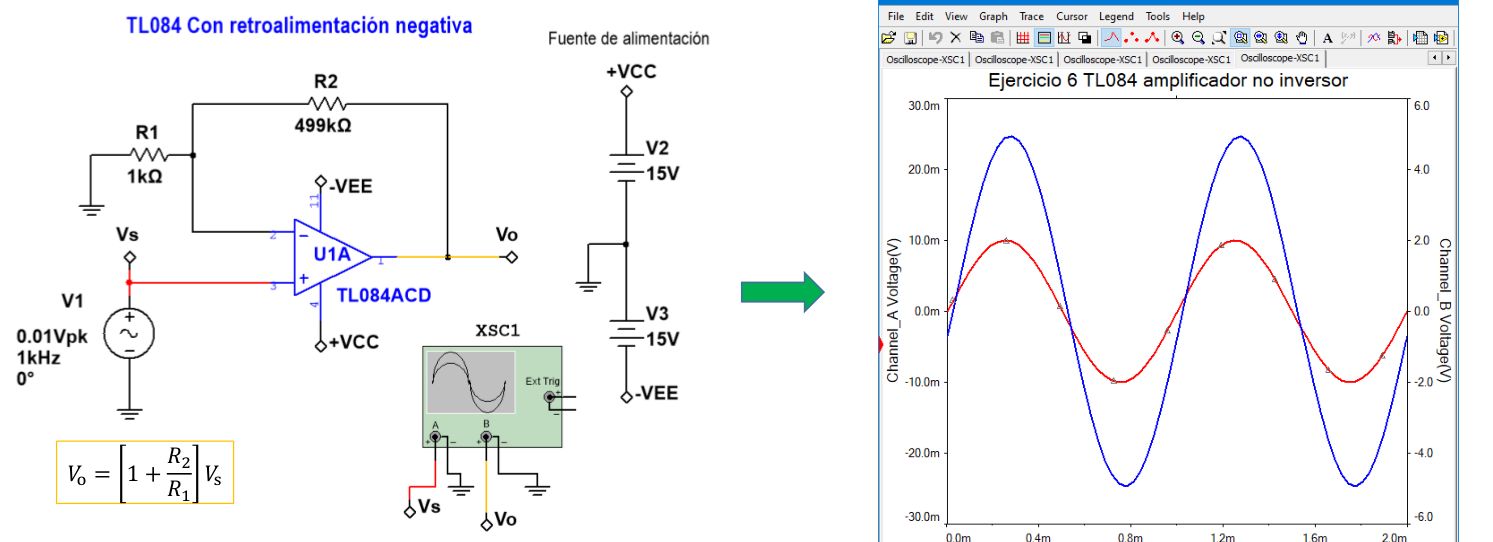 TL084 Con retroalimentación negativa
Fuente de alimentación
R2
499kΩ
R1
1kΩ
11
-VEE
2
U1A
1
3
4
TL084ACD
+VCC
Vs
V1
0.01Vpk
1kHz
0°
Vo
+VCC
V2
15V
V3
15V
-VEE
XSC1
Ext Trig
+
−
A
B
+ − + −
Vs
Vo
Vo = [1 + R2/R1] Vs
File Edit View Graph Trace Cursor Legend Tools Help
A
Oscilloscope-XSC1 Oscilloscope-XSC1 Oscilloscope-XSC1 Oscilloscope-XSC1 Oscilloscope-XSC1
Ejercicio 6 TL084 amplificador no inversor
Channel_A Voltage(V)
30.0m
20.0m
10.0m
0.0m
-10.0m
-20.0m
-30.0m
Channel_B Voltage(V)
6.0
4.0
2.0
0.0
-2.0
-4.0
-6.0
0.0m 0.4m 0.8m 1.2m 1.6m 2.0m